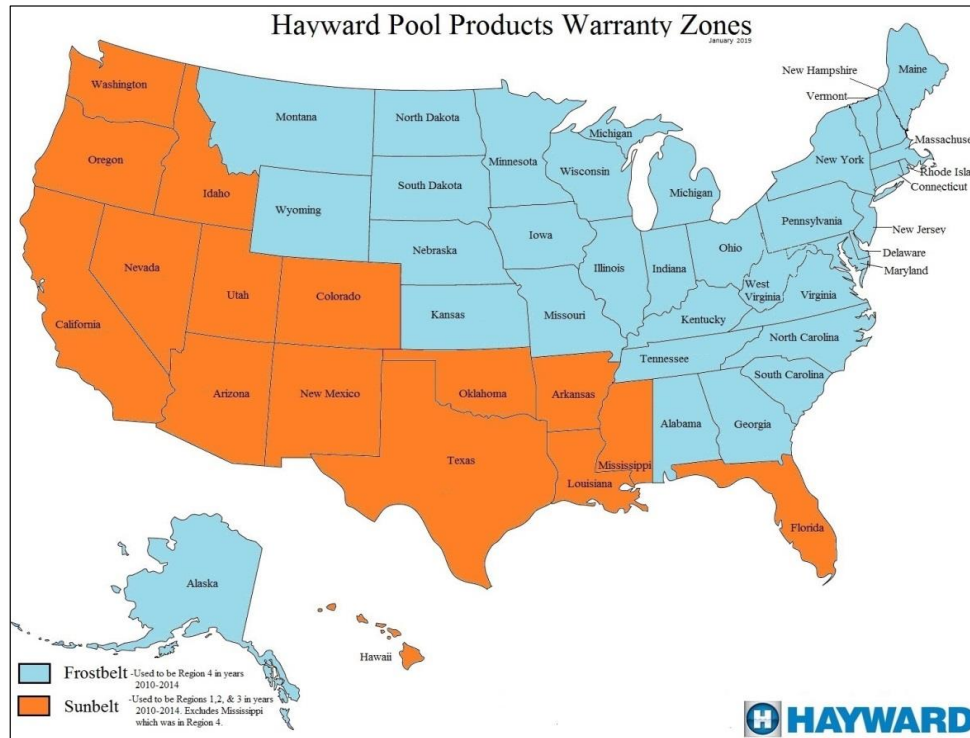 Hayward Pool Products Warranty Zones
January 2019
Washington
Oregon
Idaho
Montana
Wyoming
North Dakota
South Dakota
Nebraska
Kansas
Minnesota
Iowa
Missouri
Wisconsin
Michigan
Michigan
Illinois
Indiana
Ohio
Kentucky
Tennessee
West
Virginia
Virginia
North Carolina
South Carolina
Georgia
Alabama
Pennsylvania
New York
New Hampshire
Vermont
Maine
Massachuse
Rhode Isla
Connecticut
New Jersey
Delaware
Maryland
California
Nevada
Utah
Colorado
Arizona
New Mexico
Oklahoma
Texas
Arkansas
Louisiana
Mississippi
Florida
Alaska
Hawaii
Frostbelt -Used to be Region 4 in years
2010-2014
Sunbelt -Used to be Regions 1,2, & 3 in years
2010-2014. Excludes Mississippi
which was in Region 4.
H HAYWARD